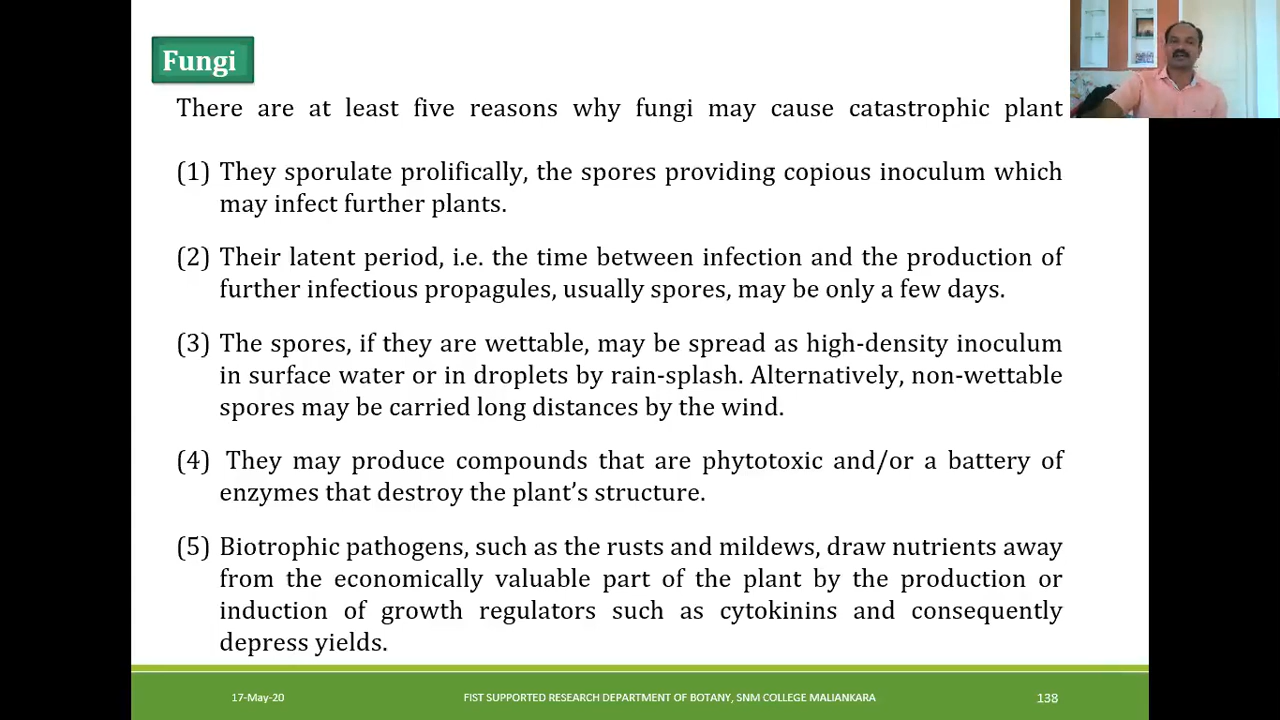 Fungi
There are at least five reasons why fungi may cause catastrophic plant
(1) They sporulate prolifically, the spores providing copious inoculum which
may infect further plants.
(2) Their latent period, i.e. the time between infection and the production of
further infectious propagules, usually spores, may be only a few days.
(3) The spores, if they are wettable, may be spread as high-density inoculum
in surface water or in droplets by rain-splash. Alternatively, non-wettable
spores may be carried long distances by the wind.
(4) They may produce compounds that are phytotoxic and/or a battery of
enzymes that destroy the plant’s structure.
(5) Biotrophic pathogens, such as the rusts and mildews, draw nutrients away
from the economically valuable part of the plant by the production or
induction of growth regulators such as cytokinins and consequently
depress yields.
17-May-20 FIST SUPPORTED RESEARCH DEPARTMENT OF BOTANY, SNM COLLEGE MALIANKARA 138